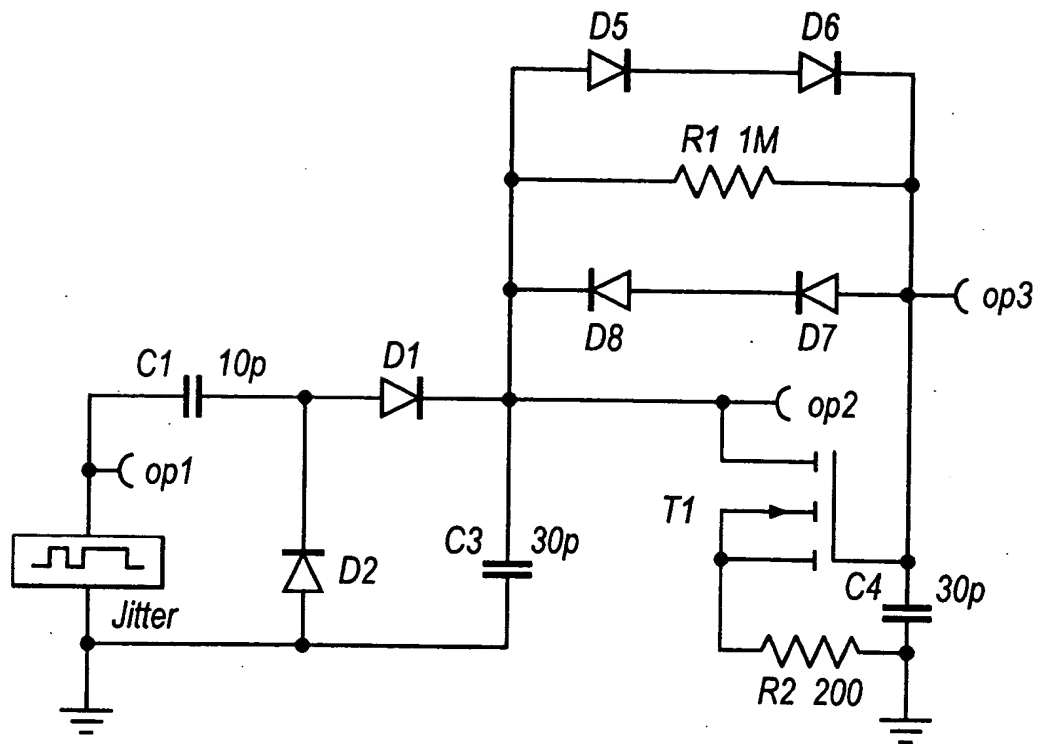 D5
D6
R1 1M
op3
D8
D7
C1 10p
D1
op2
op1
T1
C3 30p
D2
C4 30p
Jitter
R2 200